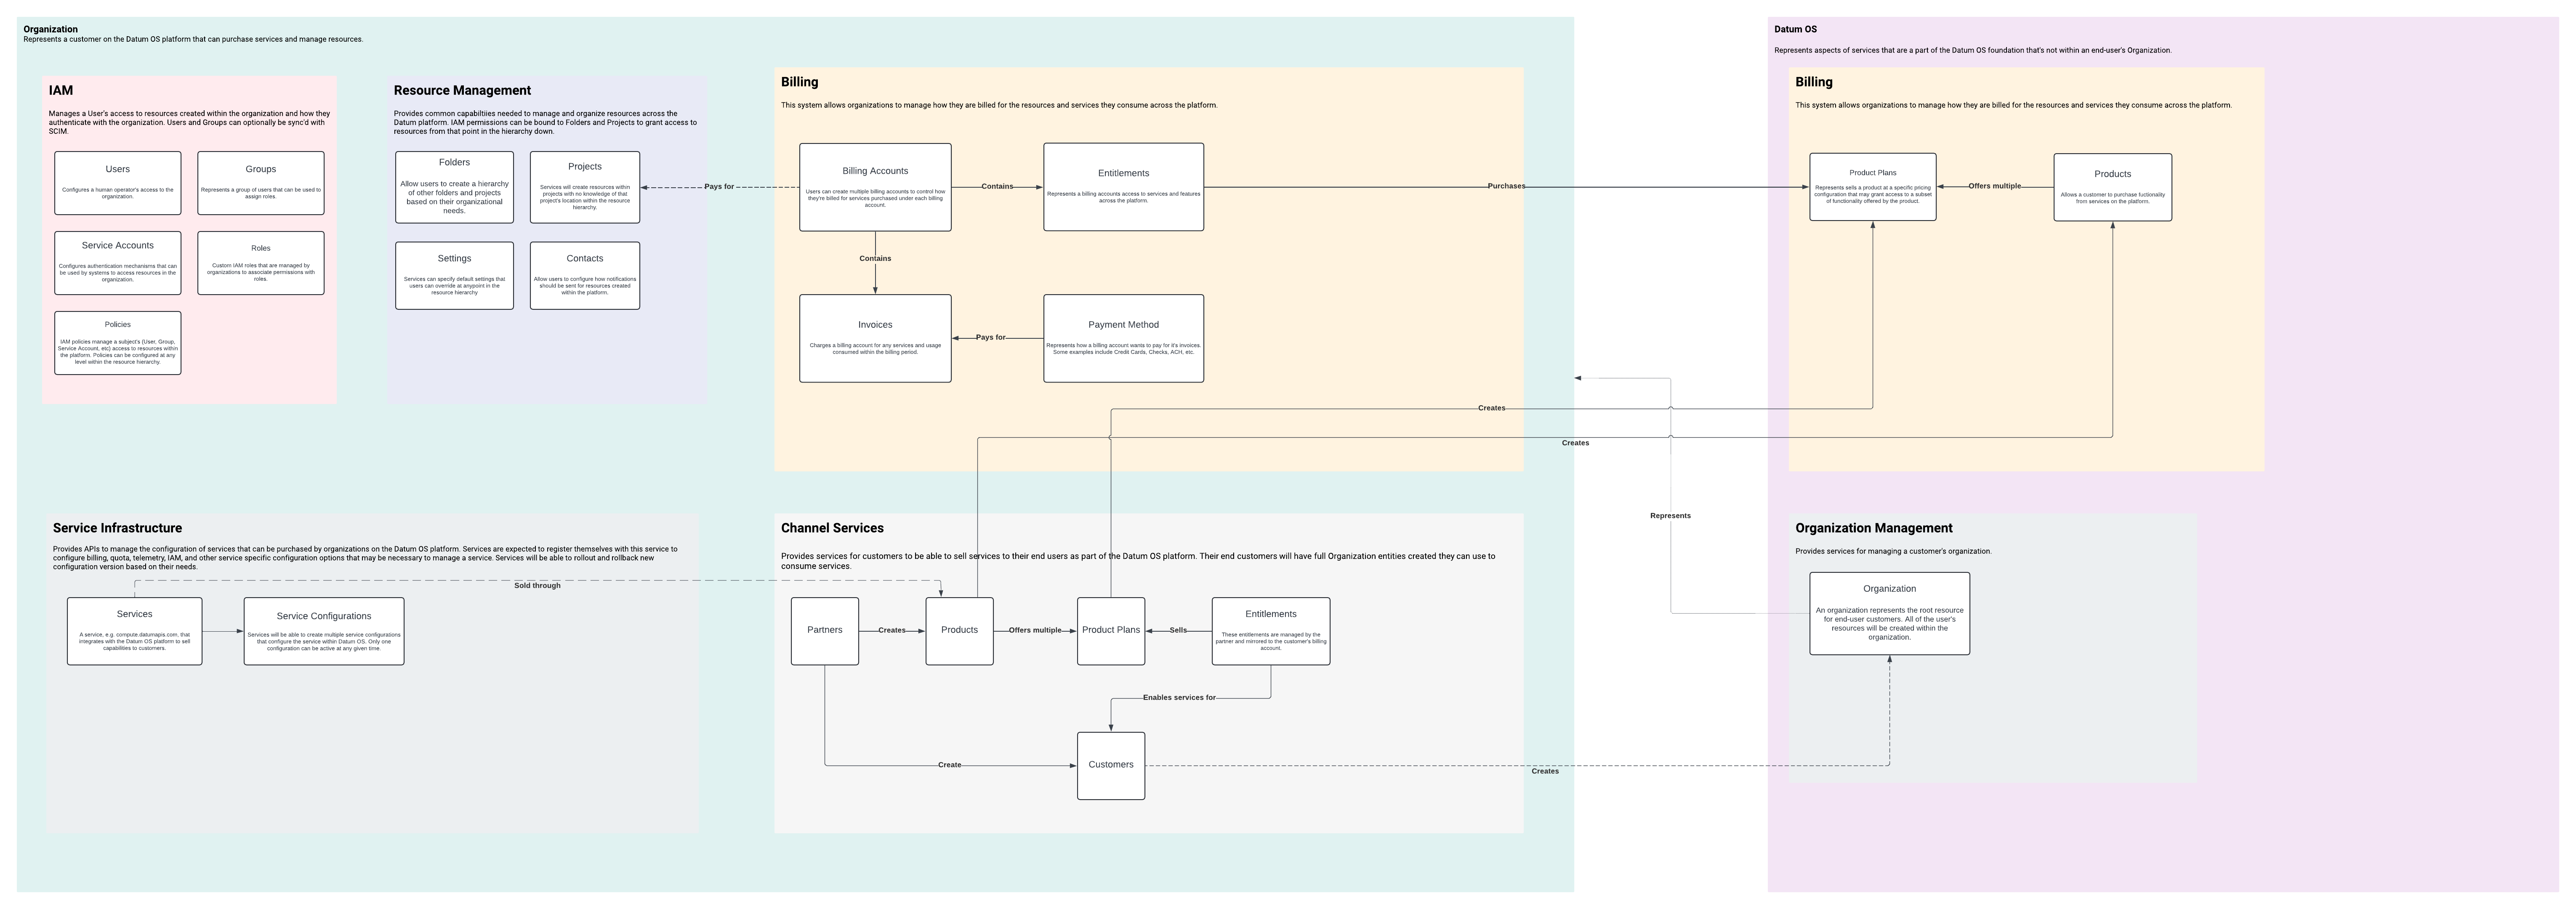 Organization
Represents a customer on the Datum OS platform that can purchase services and manage resources.
IAM
Manages a User's access to resources created within the organization and how they
authenticate with the organization. Users and Groups can optionally be sync'd with
SCIM.
Users
Configures a human operator's access to the
organization.
Groups
Represents a group of users that can be used to
assign roles.
Service Accounts
Configures authentication mechanisms that can
be used by systems to access resources in the
organization.
Roles
Custom IAM roles that are managed by
organizations to associate permissions with
roles.
Policies
IAM policies manage a subject's (User, Group,
Service Account, etc) access to resources within
the platform. Policies can be configured at any
level within the resource hierarchy.
Resource Management
Provides common capabiltiies needed to manage and organize resources across the
Datum platform. IAM permissions can be bound to Folders and Projects to grant access to
resources from that point in the hierarchy down.
Folders
Allow users to create a hierarchy
of other folders and projects
based on their organizational
needs.
Projects
Services will create resources within
projects with no knowledge of that
project's location within the resource
hierarchy.
Settings
Services can specify default settings that
users can override at anypoint in the
resource hierarchy
Contacts
Allow users to configure how notifications
should be sent for resources created
within the platform.
Pays for
Billing
This system allows organizations to manage how they are billed for the resources and services they consume across the platform.
Billing Accounts
Users can create multiple billing accounts to control how
they're billed for services purchased under each billing
account.
Contains
Entitlements
Represents a billing accounts access to services and features
across the platform.
Purchases
Contains
Invoices
Charges a billing account for any services and usage
consumed within the billing period.
Pays for
Payment Method
Represents how a billing account wants to pay for it's invoices.
Some examples include Credit Cards, Checks, ACH, etc.
Creates
Creates
Represents
Service Infrastructure
Provides APIs to manage the configuration of services that can be purchased by organizations on the Datum OS platform. Services are expected to register themselves with this service to
configure billing, quota, telemetry, IAM, and other service specific configuration options that may be necessary to manage a service. Services will be able to rollout and rollback new
configuration version based on their needs.
Sold through
Services
A service, e.g. compute.datumapis.com, that
integrates with the Datum OS platform to sell
capabilities to customers.
Service Configurations
Services will be able to create multiple service configurations
that configure the service within Datum OS. Only one
configuration can be active at any given time.
Channel Services
Provides services for customers to be able to sell services to their end users as part of the Datum OS platform. Their end customers will have full Organization entities created they can use to
consume services.
Partners
Creates
Products
Offers multiple
Product Plans
Sells
Entitlements
These entitlements are managed by the
partner and mirrored to the customer's billing
account.
Enables services for
Create
Customers
Creates
Datum OS
Represents aspects of services that are a part of the Datum OS foundation that's not within an end-user's Organization.
Billing
This system allows organizations to manage how they are billed for the resources and services they consume across the platform.
Product Plans
Represents sells a product at a specific pricing
configuration that may grant access to a subset
of functionality offered by the product.
Offers multiple
Products
Allows a customer to purchase fuctionality
from services on the platform.
Organization Management
Provides services for managing a customer's organization.
Organization
An organization represents the root resource
for end-user customers. All of the user's
resources will be created within the
organization.